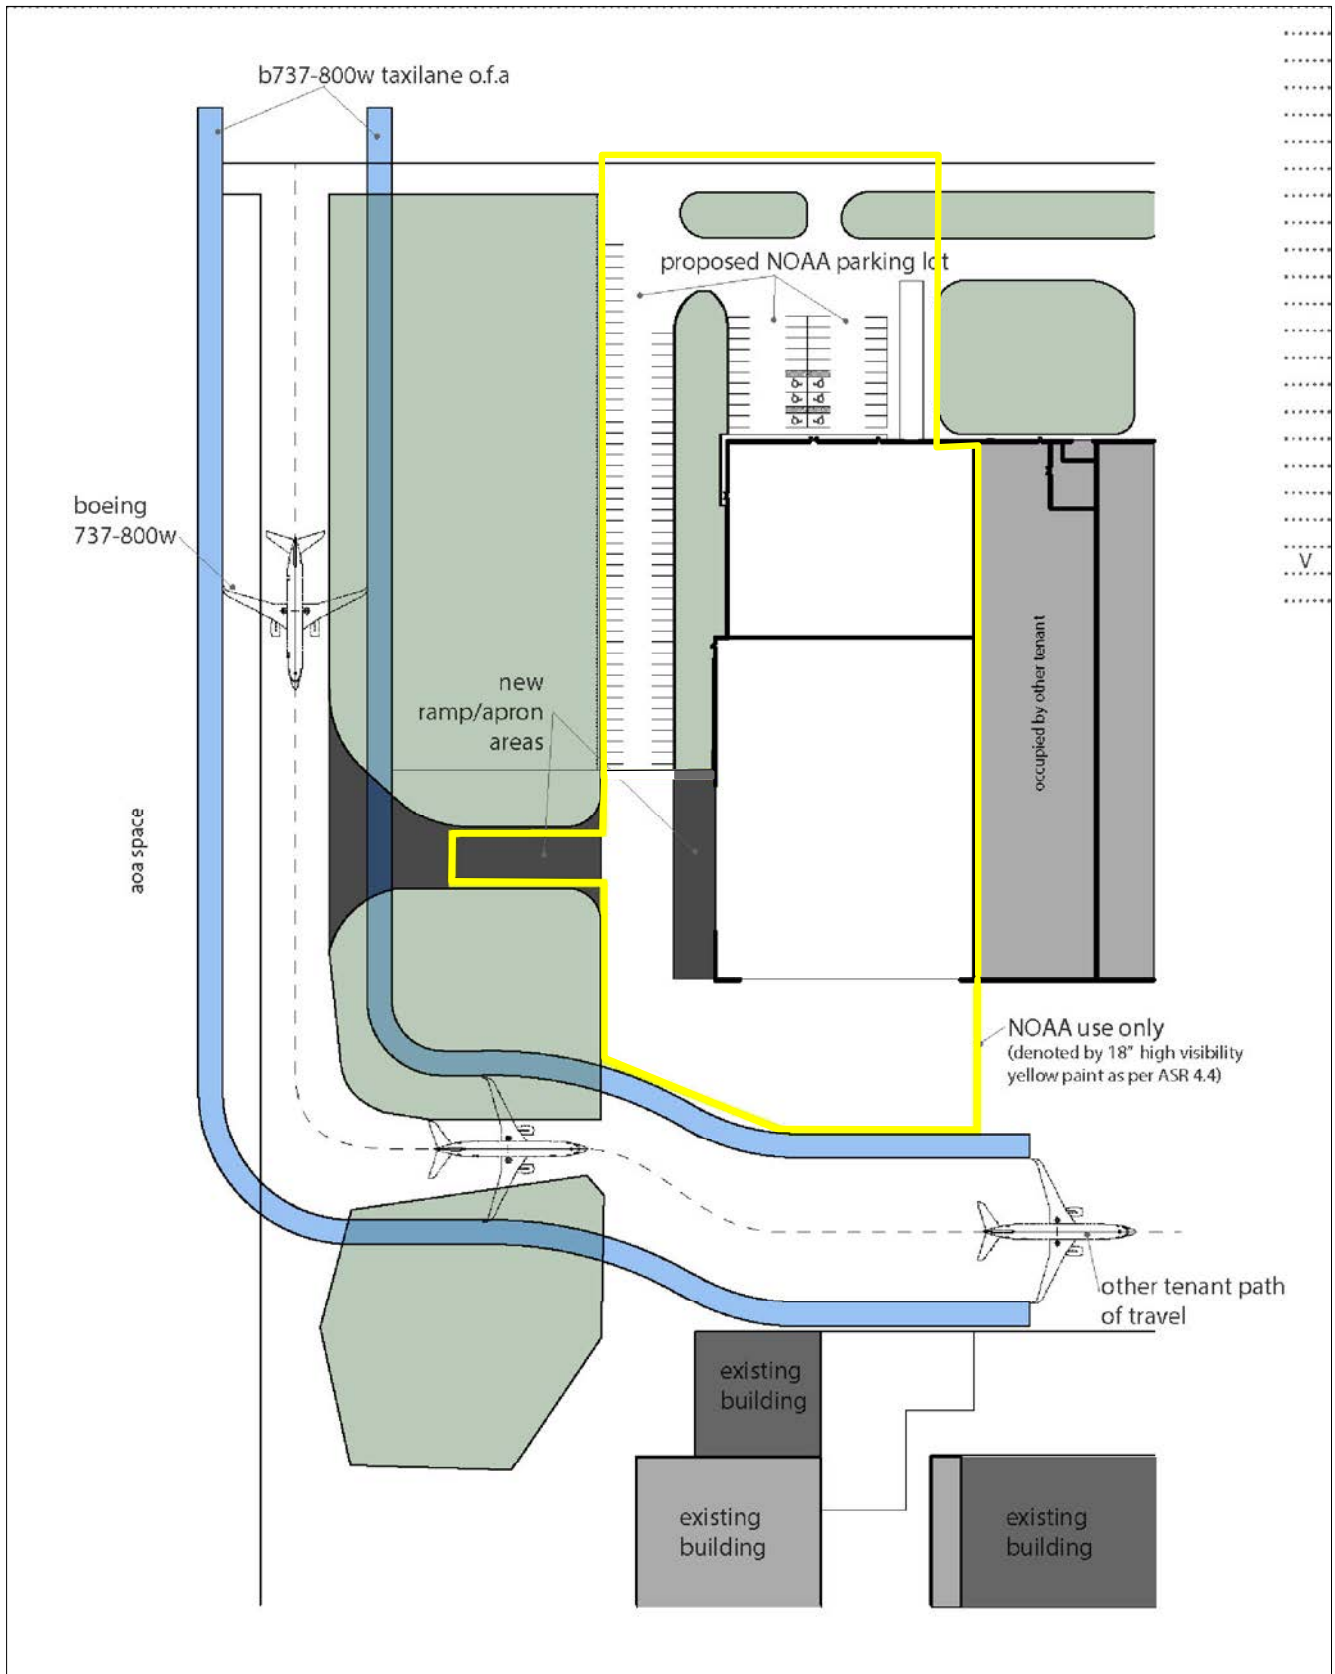 b737-800w taxilane o.f.a
proposed NOAA parking lot
boeing
737-800w
V
occupied by other tenant
new
ramp/apron
areas
aoa space
NOAA use only
(denoted by 18" high visibility
yellow paint as per ASR 4.4)
other tenant path
of travel
existing
building
existing
building
existing
building